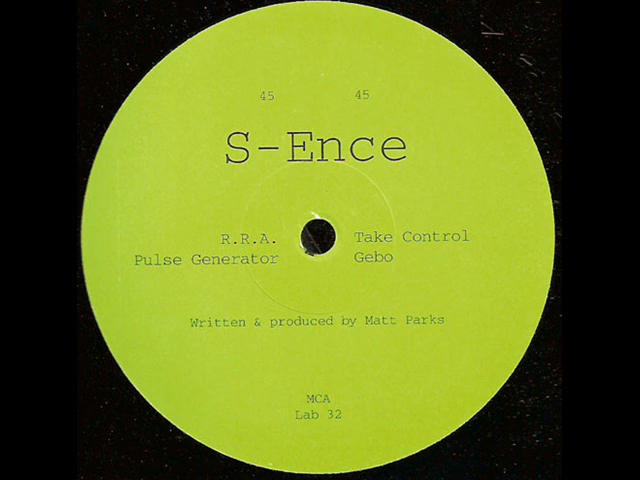 45 45
S-Ence
R.R.A. Take Control
Pulse Generator Gebo
Written & produced by Matt Parks
MCA
Lab 32